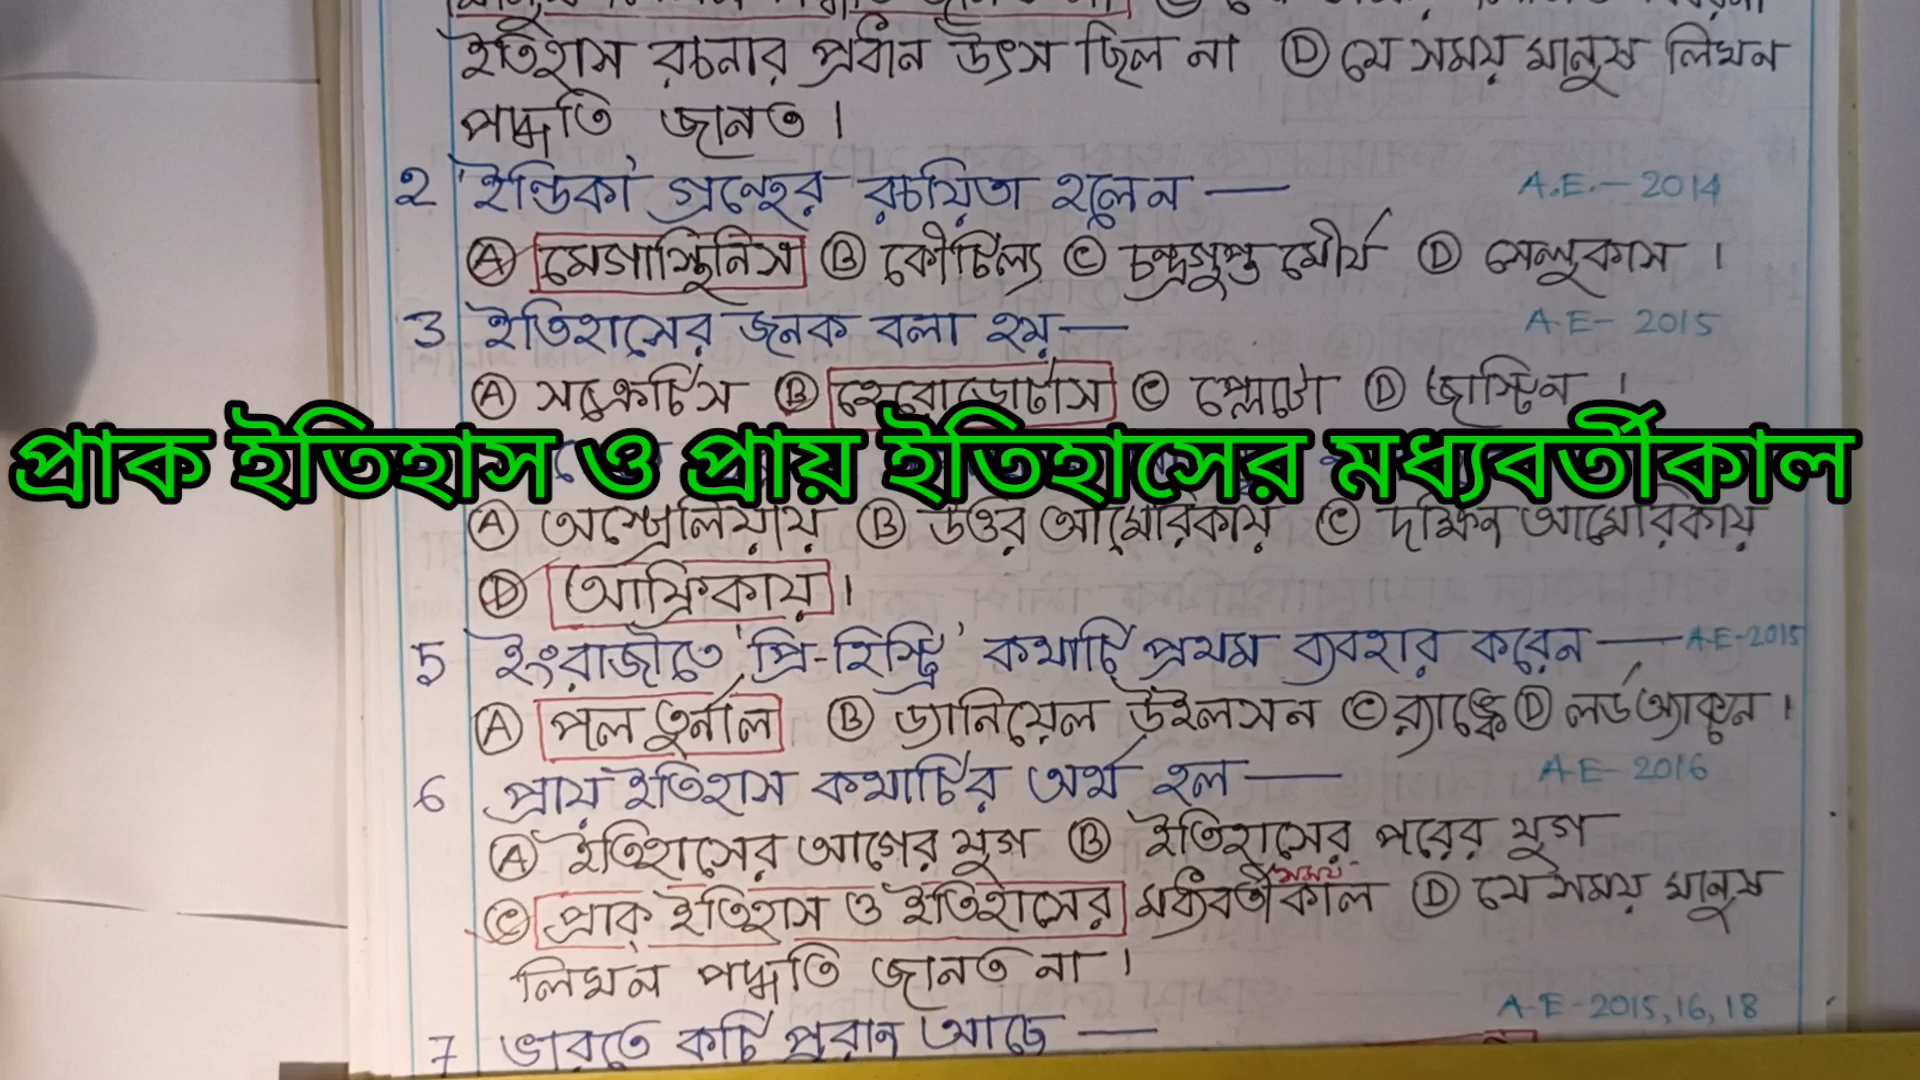 ইতিহাস রচনার প্রধান উৎস ছিল না Ⓓ যে সময় মানুষ লিখন
পদ্ধতি জানত।
২ 'ইন্ডিকা' গ্রন্থের রচয়িতা হলেন — A.E.-2014
Ⓐ মেগাস্থিনিস Ⓑ কৌটিল্য Ⓒ চন্দ্রগুপ্ত মৌর্য Ⓓ সেলুকাস।
3 ইতিহাসের জনক বলা হয় — A.E- 2015
Ⓐ সক্রেটিস Ⓑ হেরোডোটাস Ⓒ প্লেটো Ⓓ জাস্টিন।
প্রাক ইতিহাস ও প্রায় ইতিহাসের মধ্যবর্তীকাল
Ⓐ অস্ট্রেলিয়ায় Ⓑ উত্তর আমেরিকায় Ⓒ দক্ষিন আমেরিকায়
Ⓓ আফ্রিকায়।
5 ইংরাজীতে 'প্রি-হিস্ট্রি' কথাটি প্রথম ব্যবহার করেন — A.E-2015
Ⓐ পল তুর্নাল Ⓑ ড্যানিয়েল উইলসন Ⓒ র‍্যাঙ্কে Ⓓ লর্ড অ্যাক্টন।
6 প্রায় ইতিহাস কথাটির অর্থ হল — A-E- 2016
Ⓐ ইতিহাসের আগের যুগ Ⓑ ইতিহাসের পরের যুগ
সময়
Ⓒ প্রাক্ ইতিহাস ও ইতিহাসের মধ্যবর্তী কাল Ⓓ যে সময় মানুষ
লিখন পদ্ধতি জানত না।
A-E-2015,16,18
7 ভারতে কটি পুরান আছে —